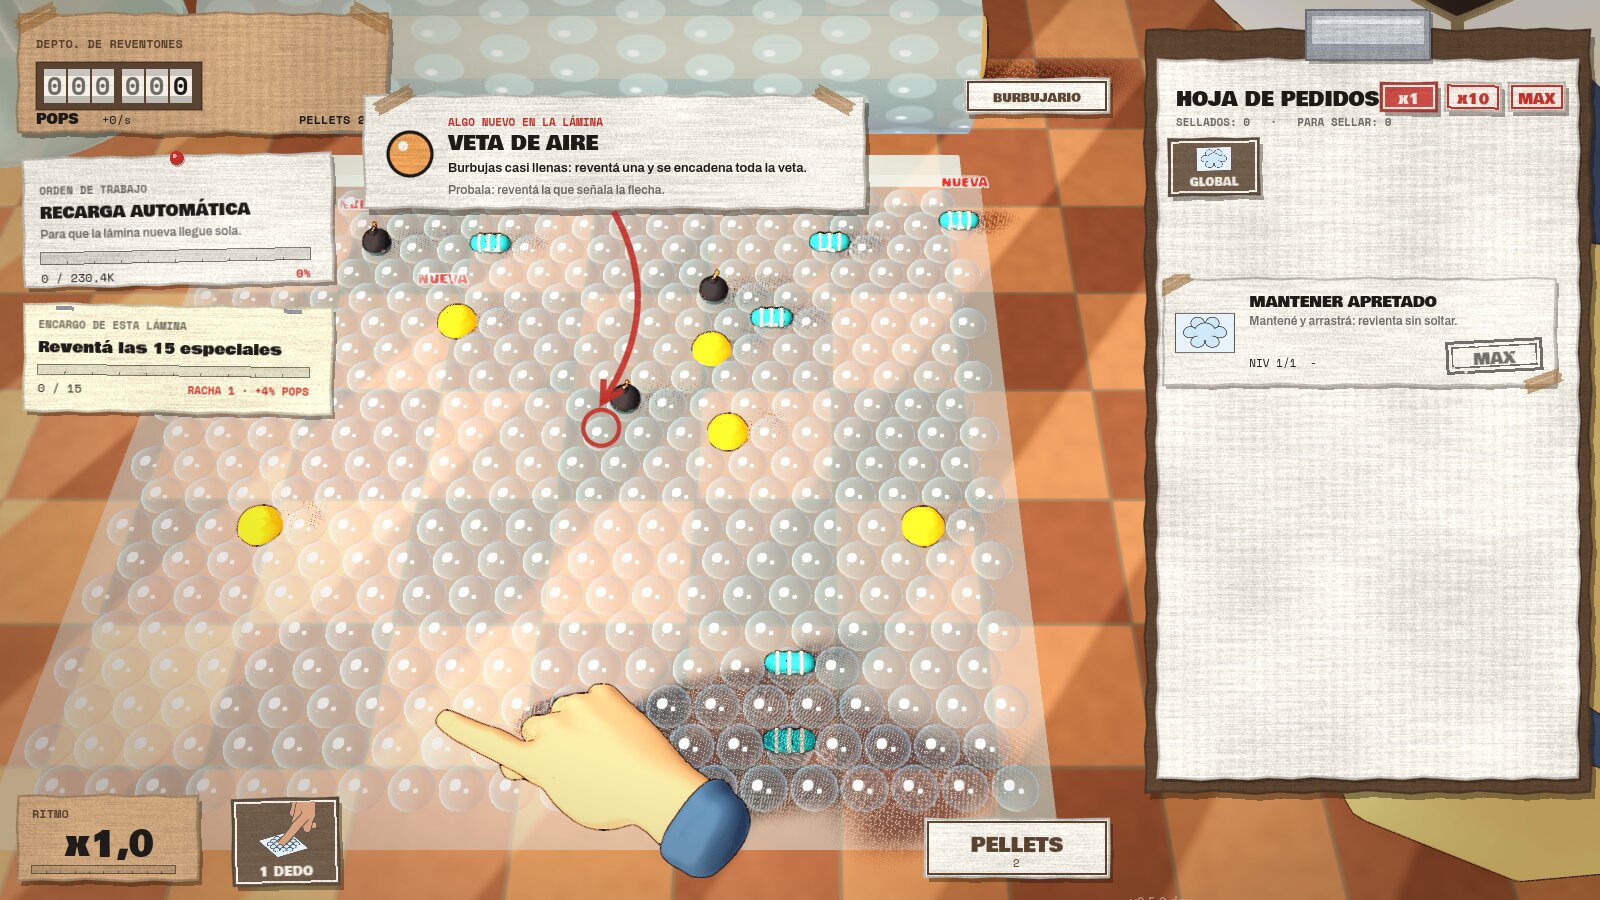 DEPTO. DE REVENTONES
000000
POPS +0/s PELLETS 2
ALGO NUEVO EN LA LÁMINA
VETA DE AIRE
Burbujas casi llenas: reventá una y se encadena toda la veta.
Probala: reventá la que señala la flecha.
BURBUJARIO
ORDEN DE TRABAJO
RECARGA AUTOMÁTICA
Para que la lámina nueva llegue sola.
0 / 230.4K 0%
ENCARGO DE ESTA LÁMINA
Reventá las 15 especiales
0 / 15 RACHA 1 · +4% POPS
NUEVA
NUEVA
HOJA DE PEDIDOS x1 x10 MAX
SELLADOS: 0 · PARA SELLAR: 0
GLOBAL
MANTENER APRETADO
Mantené y arrastrá: revienta sin soltar.
NIV 1/1 -
MAX
RITMO
x1,0
1 DEDO
PELLETS
2